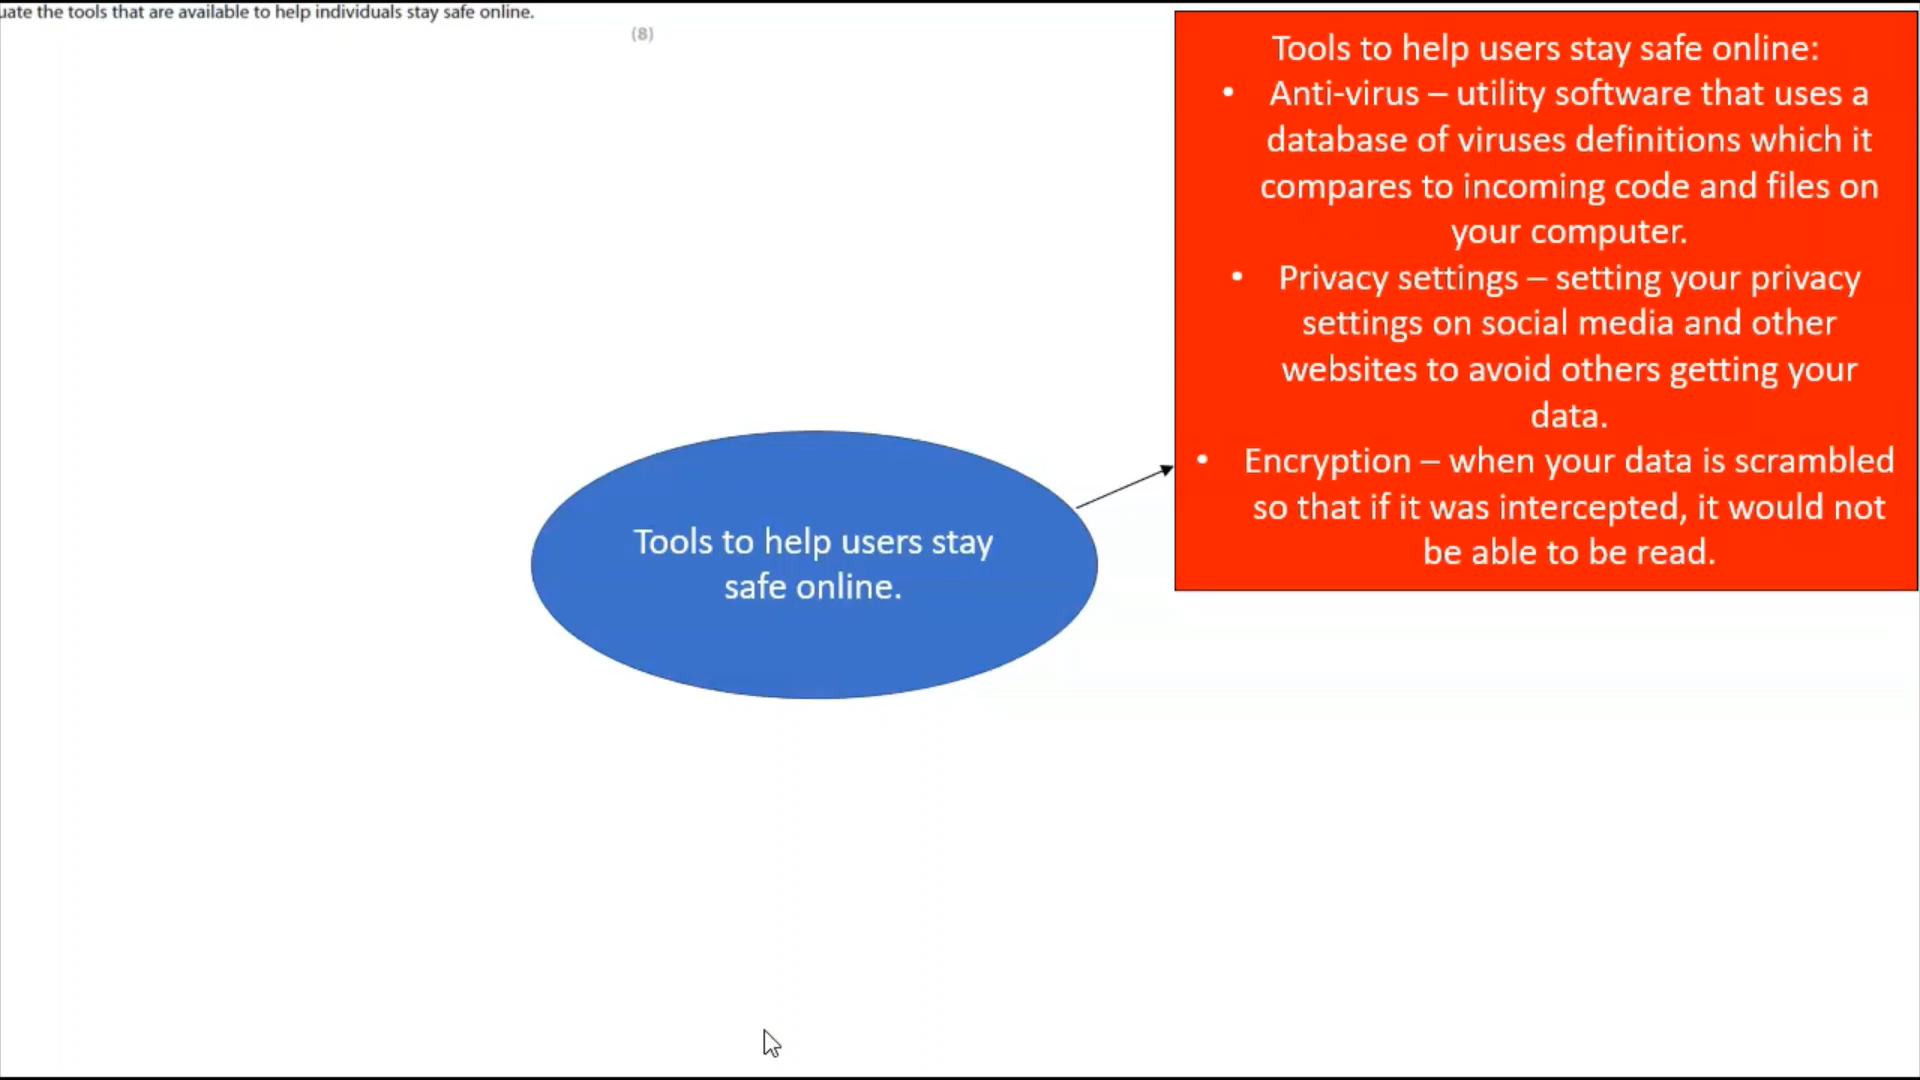 uate the tools that are available to help individuals stay safe online.
(8)
Tools to help users stay safe online:
• Anti-virus – utility software that uses a
database of viruses definitions which it
compares to incoming code and files on
your computer.
• Privacy settings – setting your privacy
settings on social media and other
websites to avoid others getting your
data.
• Encryption – when your data is scrambled
so that if it was intercepted, it would not
be able to be read.
Tools to help users stay
safe online.